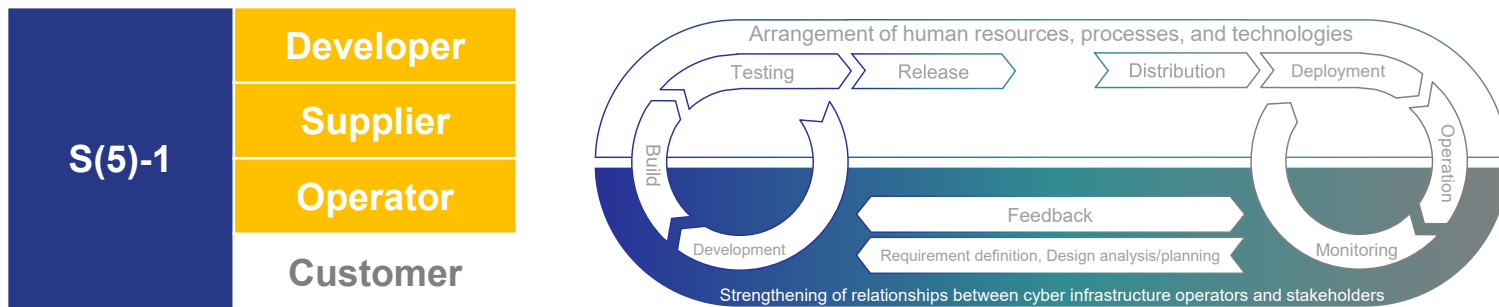 S(5)-1
Developer
Supplier
Operator
Customer
Arrangement of human resources, processes, and technologies
Testing
Release
Distribution
Deployment
Build
Operation
Feedback
Development
Requirement definition, Design analysis/planning
Monitoring
Strengthening of relationships between cyber infrastructure operators and stakeholders